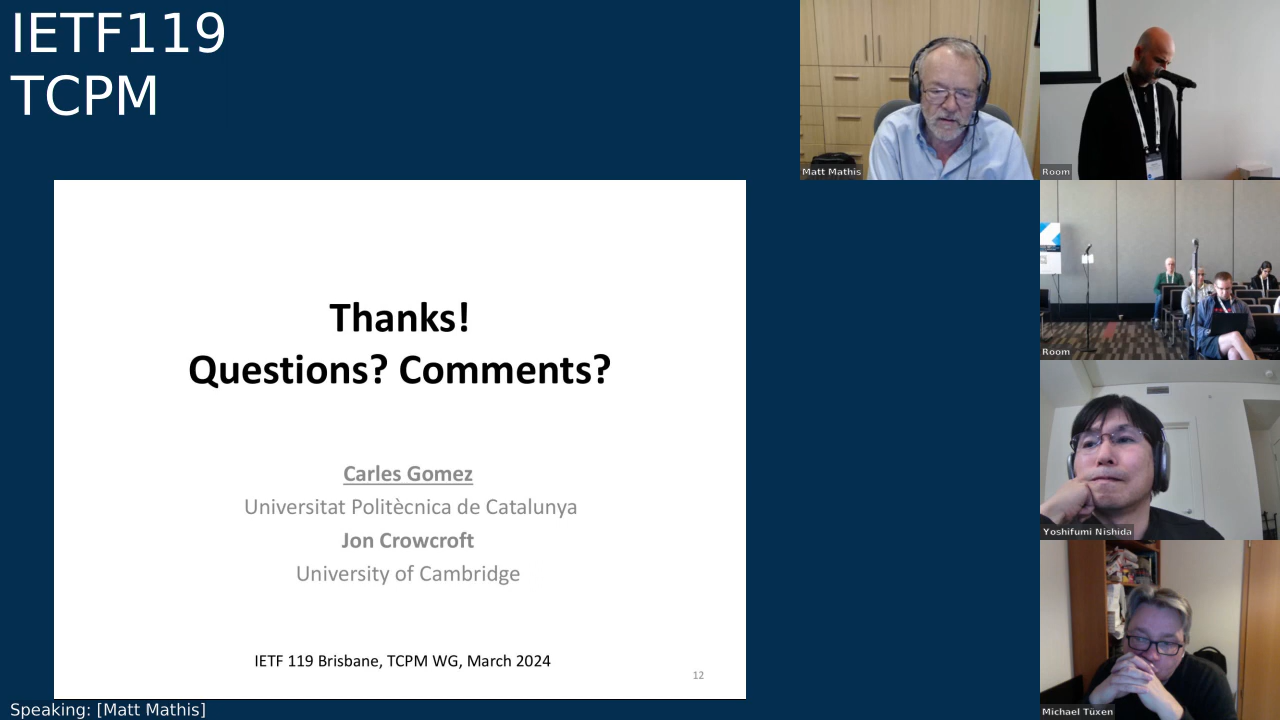 IETF119
TCPM
Matt Mathis
Room
Thanks!
Questions? Comments?
Carles Gomez
Universitat Politècnica de Catalunya
Jon Crowcroft
University of Cambridge
IETF 119 Brisbane, TCPM WG, March 2024
12
Room
Yoshifumi Nishida
Michael Tüxen
Speaking: [Matt Mathis]